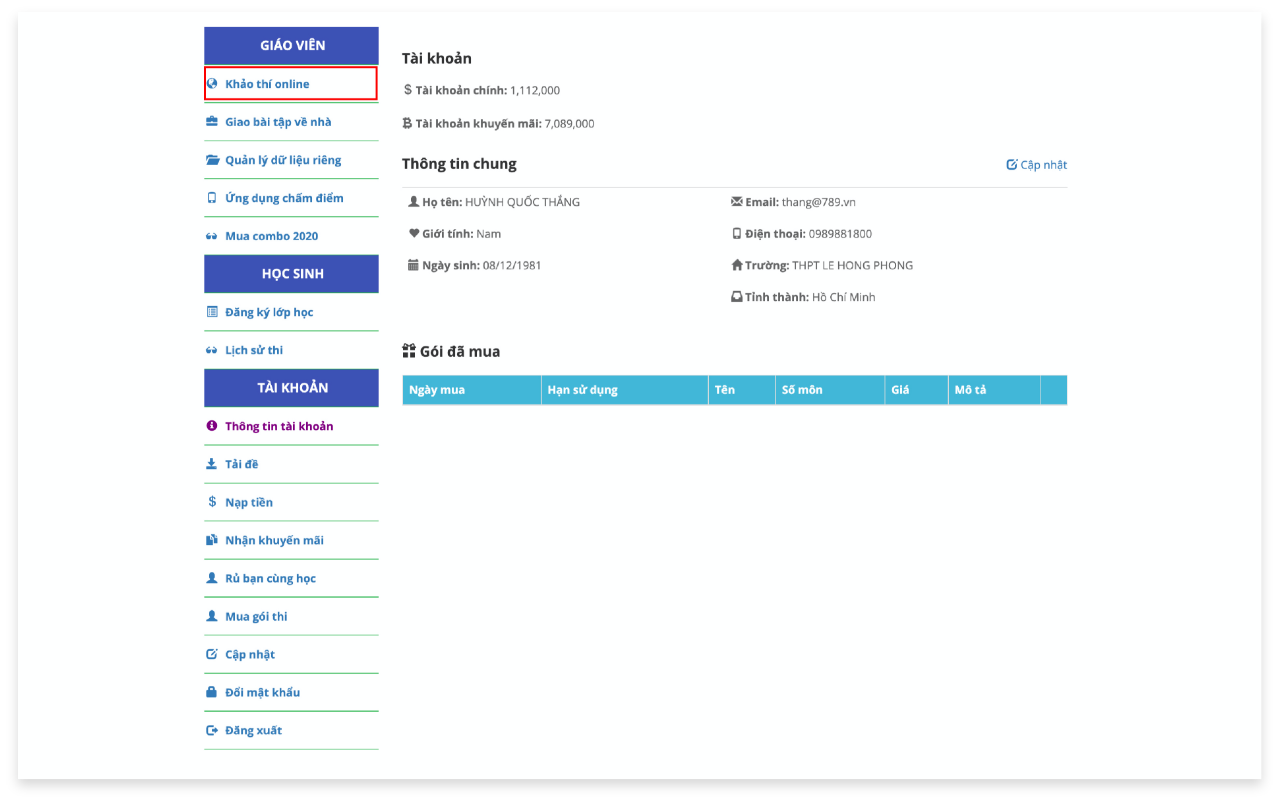 GIÁO VIÊN
Khảo thí online
Giao bài tập về nhà
Quản lý dữ liệu riêng
Ứng dụng chấm điểm
Mua combo 2020
HỌC SINH
Đăng ký lớp học
Lịch sử thi
TÀI KHOẢN
Thông tin tài khoản
Tải đề
Nạp tiền
Nhận khuyến mãi
Rủ bạn cùng học
Mua gói thi
Cập nhật
Đổi mật khẩu
Đăng xuất
Tài khoản
Tài khoản chính: 1,112,000
Tài khoản khuyến mãi: 7,089,000
Thông tin chung Cập nhật
Họ tên: HUỲNH QUỐC THẮNG Email: thang@789.vn
Giới tính: Nam Điện thoại: 0989881800
Ngày sinh: 08/12/1981 Trường: THPT LE HONG PHONG
Tỉnh thành: Hồ Chí Minh
Gói đã mua
Ngày mua Hạn sử dụng Tên Số môn Giá Mô tả